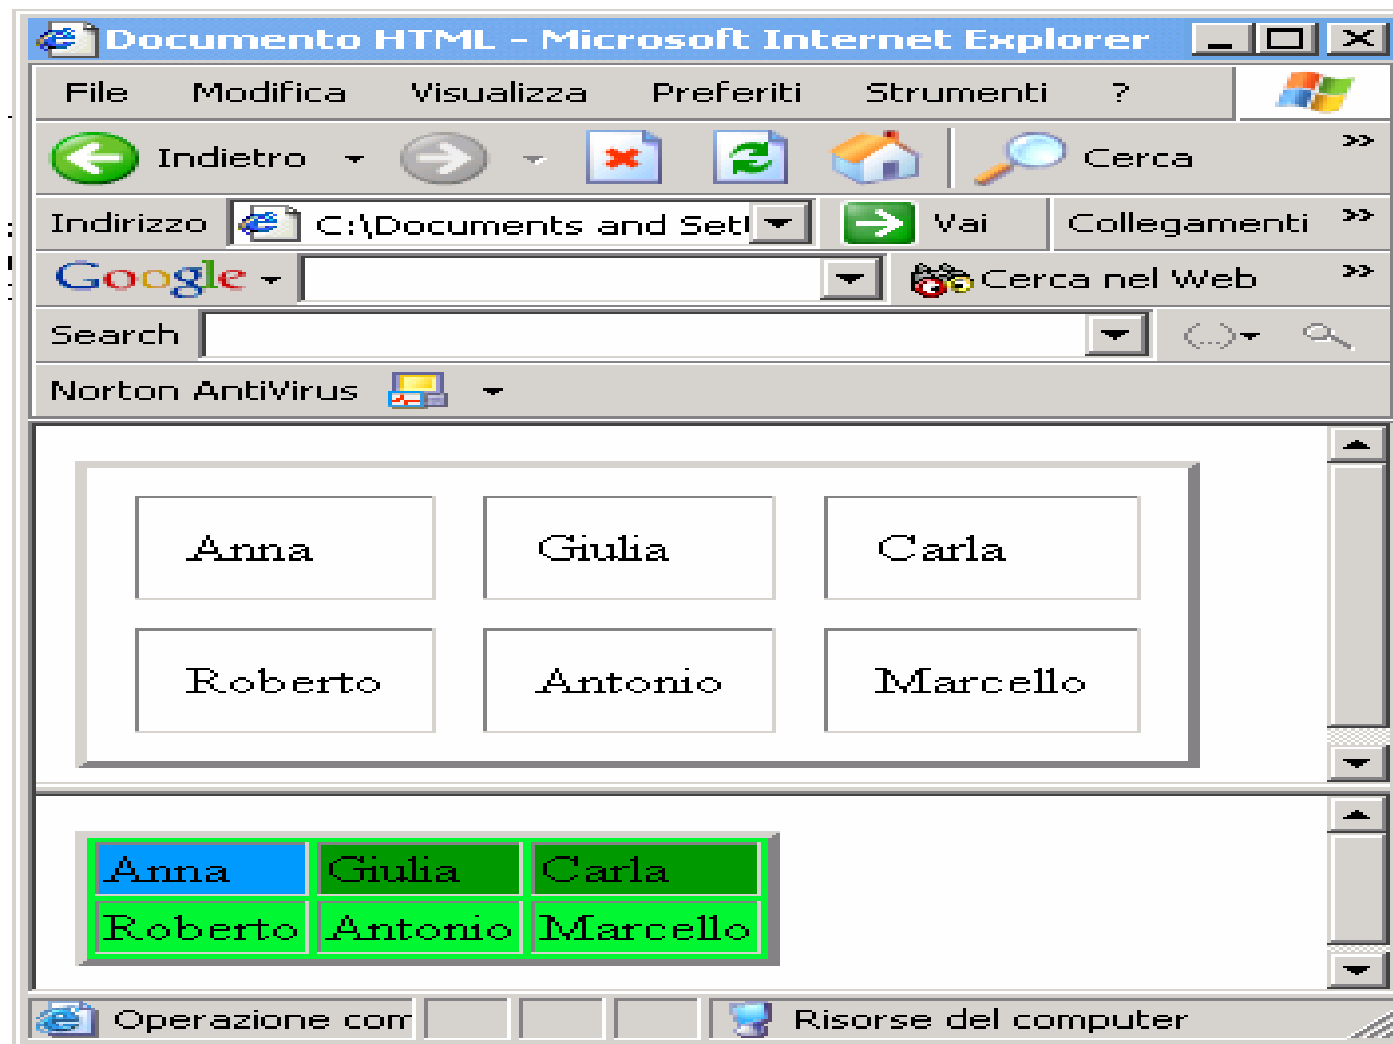 Documento HTML - Microsoft Internet Explorer
File Modifica Visualizza Preferiti Strumenti ?
Indietro Cerca
Indirizzo C:\Documents and Vai Collegamenti
Google Cerca nel Web
Search
Norton AntiVirus
Anna Giulia Carla
Roberto Antonio Marcello
Anna Giulia Carla
Roberto Antonio Marcello
Operazione com Risorse del computer